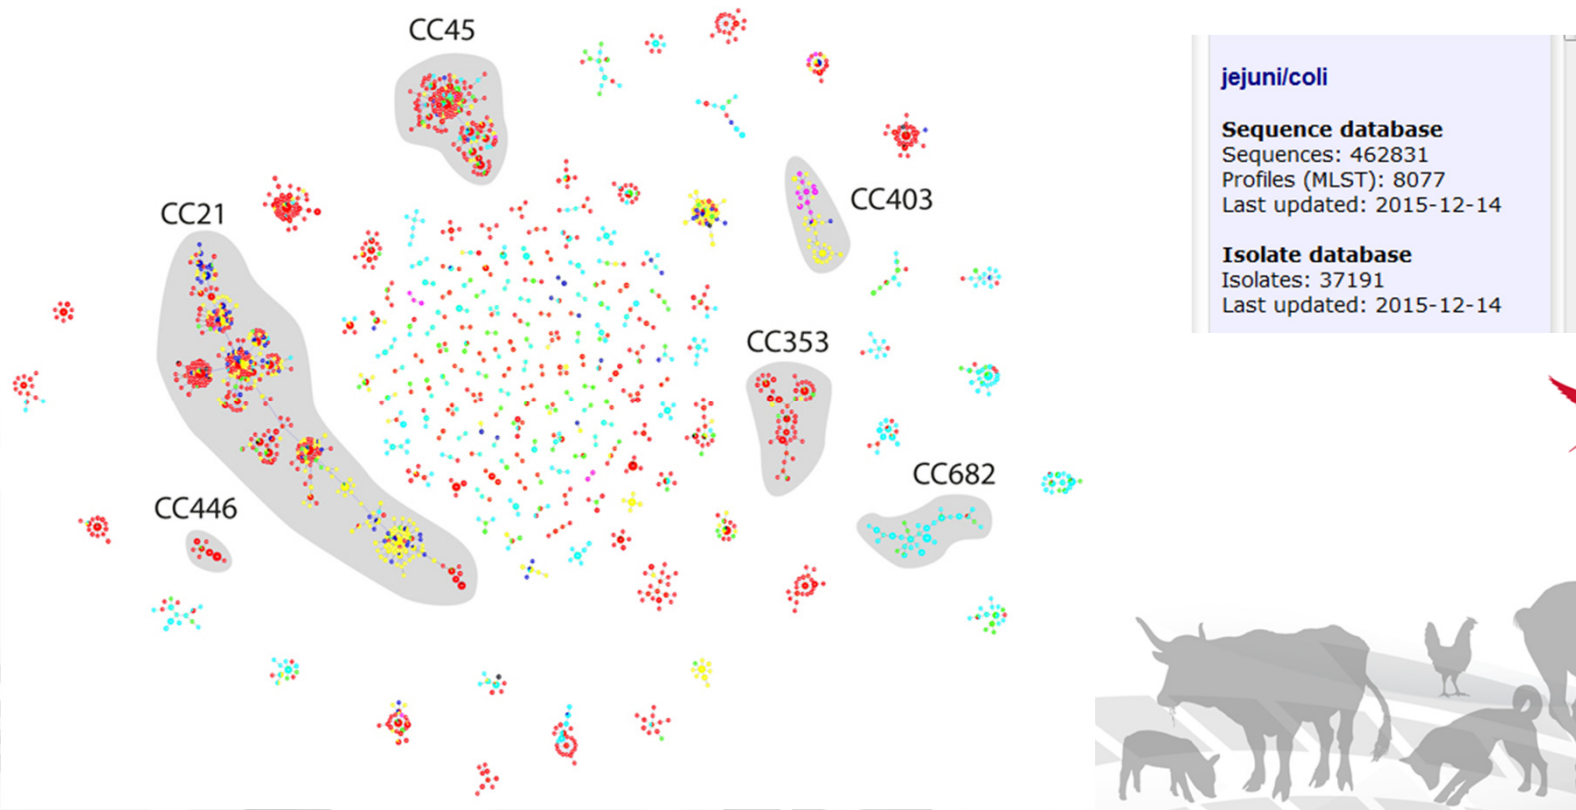 CC45
CC21
CC403
CC353
CC682
CC446
jejuni/coli
Sequence database
Sequences: 462831
Profiles (MLST): 8077
Last updated: 2015-12-14
Isolate database
Isolates: 37191
Last updated: 2015-12-14